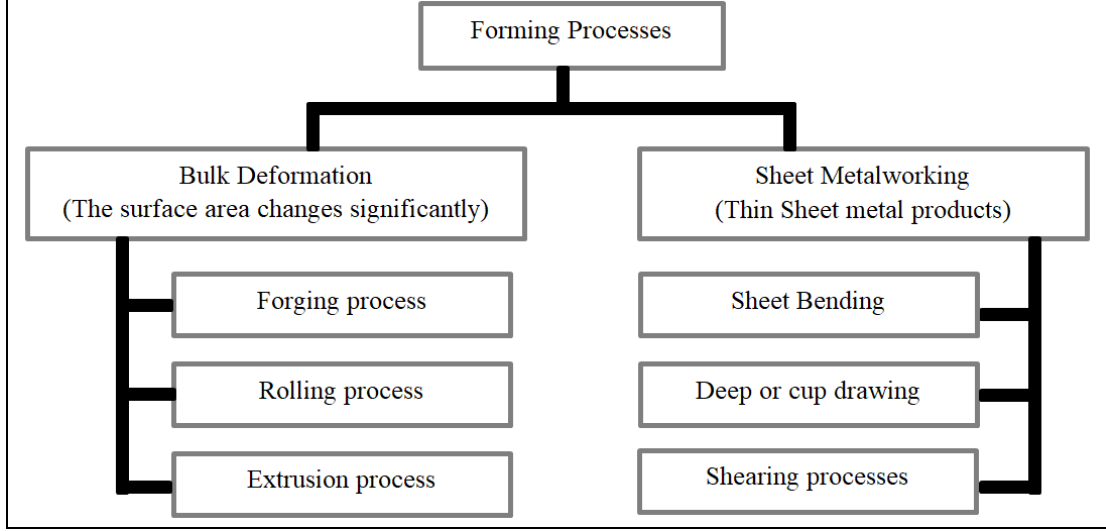 Forming Processes
Bulk Deformation
(The surface area changes significantly)
Forging process
Rolling process
Extrusion process
Sheet Metalworking
(Thin Sheet metal products)
Sheet Bending
Deep or cup drawing
Shearing processes